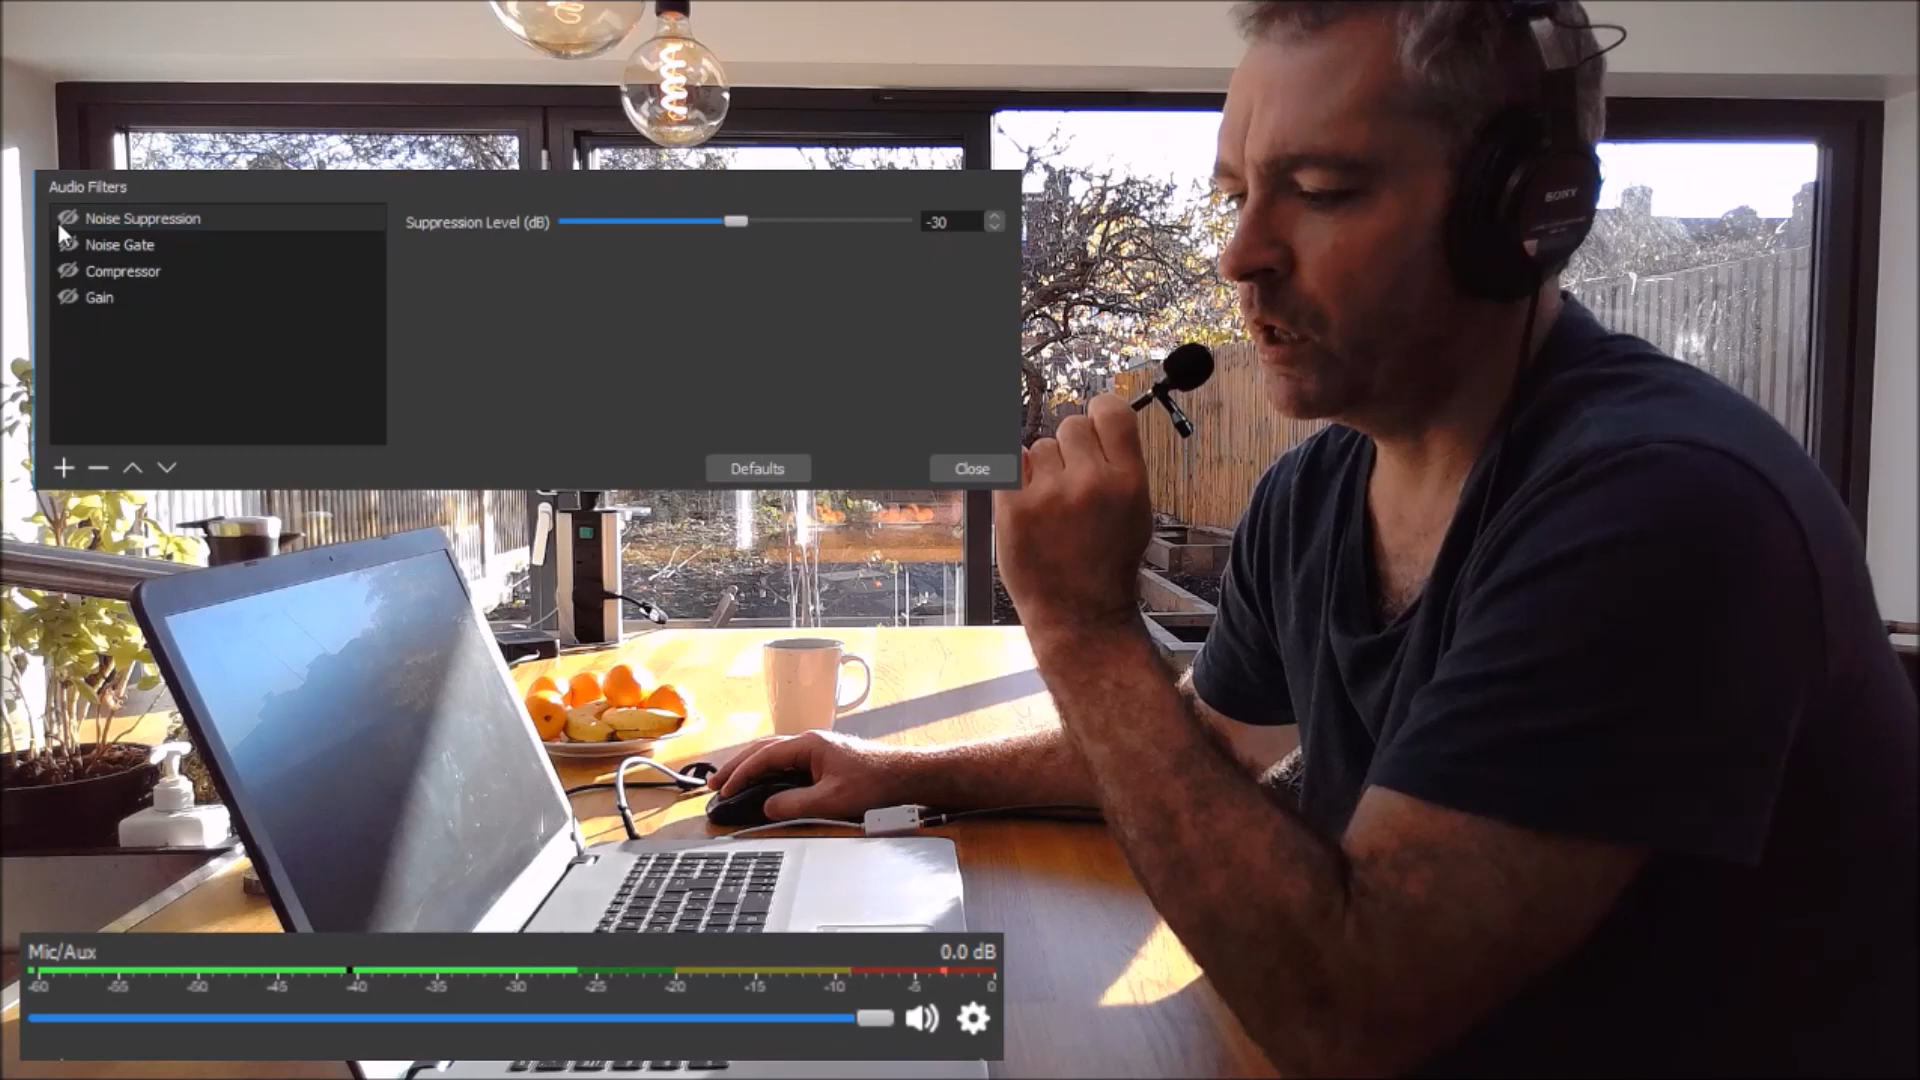 Audio Filters
Noise Suppression
Noise Gate
Compressor
Gain
Suppression Level (dB)
-30
Defaults
Close
SONY
Mic/Aux
0.0 dB
-60 -55 -50 -45 -40 -35 -30 -25 -20 -15 -10 -5 0